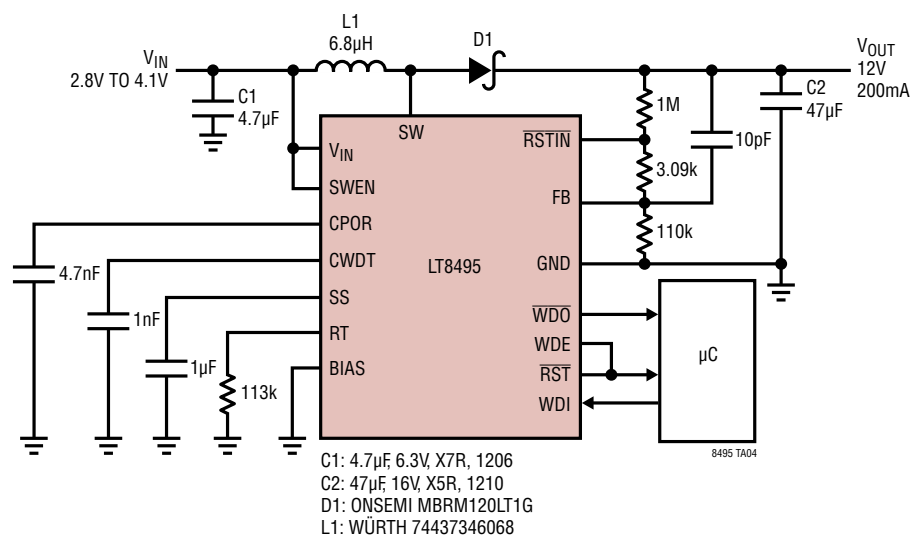 L1
6.8µH
D1
VIN
2.8V TO 4.1V
VOUT
12V
200mA
C1
4.7µF
C2
47µF
1M
10pF
3.09k
110k
SW
VIN
SWEN
CPOR
CWDT
SS
RT
BIAS
LT8495
RSTIN
FB
GND
WDO
WDE
RST
WDI
µC
4.7nF
1nF
1µF
113k
8495 TA04
C1: 4.7µF, 6.3V, X7R, 1206
C2: 47µF, 16V, X5R, 1210
D1: ONSEMI MBRM120LT1G
L1: WÜRTH 74437346068